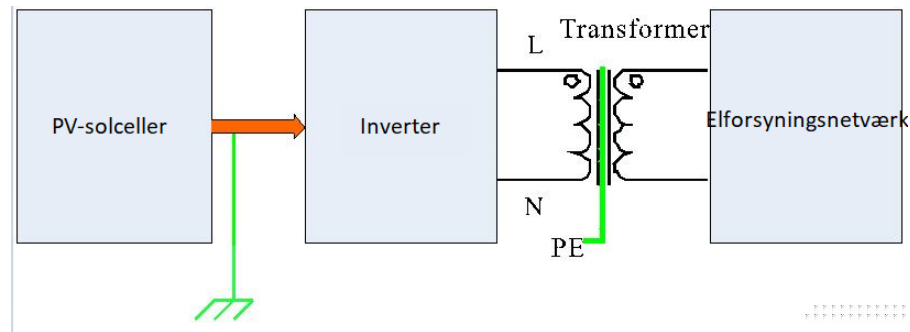 L
Transformer
PV-solceller
Inverter
Elforsyningsnetværk
N
PE